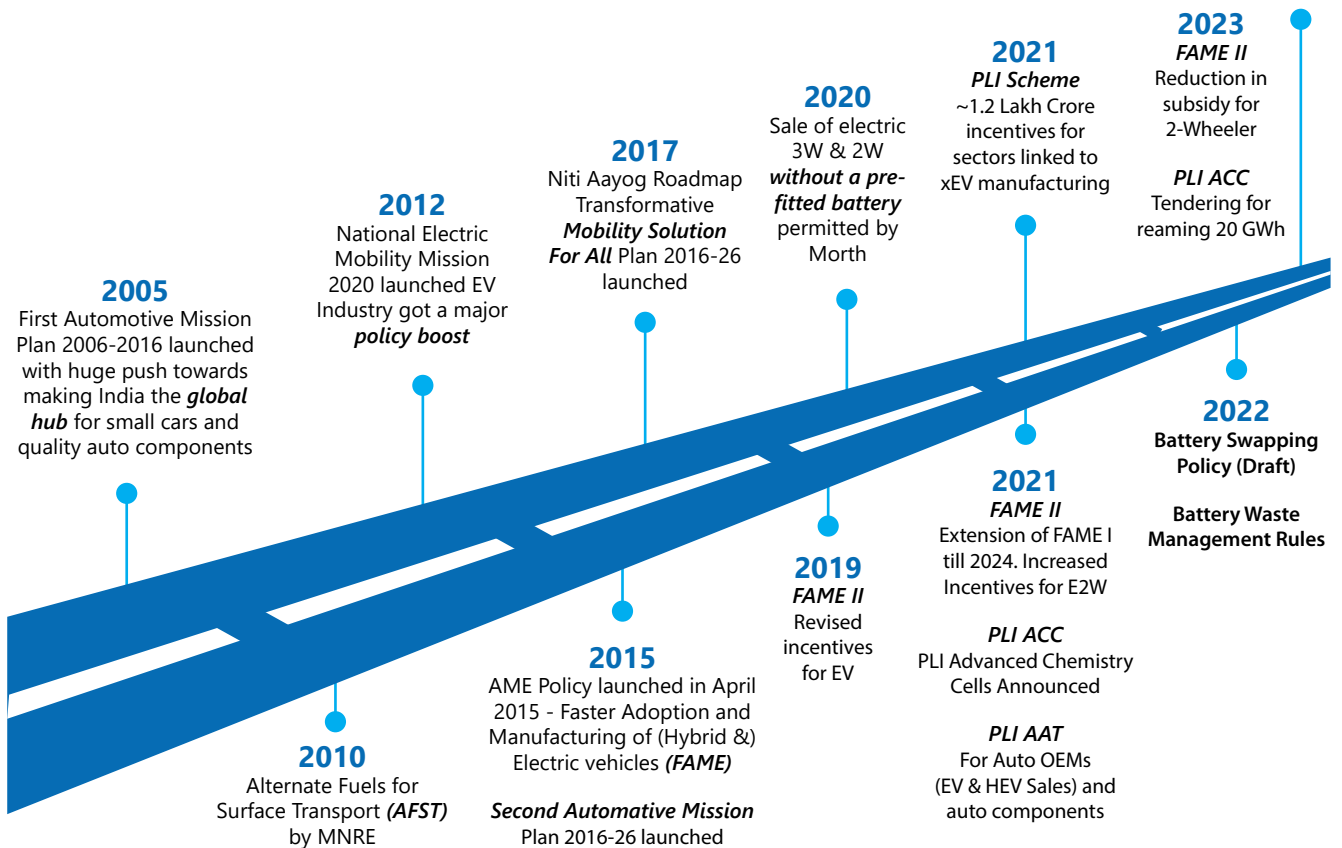 2005
First Automotive Mission
Plan 2006-2016 launched
with huge push towards
making India the global
hub for small cars and
quality auto components
2010
Alternate Fuels for
Surface Transport (AFST)
by MNRE
2012
National Electric
Mobility Mission
2020 launched EV
Industry got a major
policy boost
2015
AME Policy launched in April
2015 - Faster Adoption and
Manufacturing of (Hybrid &)
Electric vehicles (FAME)
Second Automative Mission
Plan 2016-26 launched
2017
Niti Aayog Roadmap
Transformative
Mobility Solution
For All Plan 2016-26
launched
2019
FAME II
Revised
incentives
for EV
2020
Sale of electric
3W & 2W
without a pre-
fitted battery
permitted by
Morth
2021
PLI Scheme
~1.2 Lakh Crore
incentives for
sectors linked to
xEV manufacturing
2021
FAME II
Extension of FAME I
till 2024. Increased
Incentives for E2W
PLI ACC
PLI Advanced Chemistry
Cells Announced
PLI AAT
For Auto OEMs
(EV & HEV Sales) and
auto components
2022
Battery Swapping
Policy (Draft)
Battery Waste
Management Rules
2023
FAME II
Reduction in
subsidy for
2-Wheeler
PLI ACC
Tendering for
reaming 20 GWh